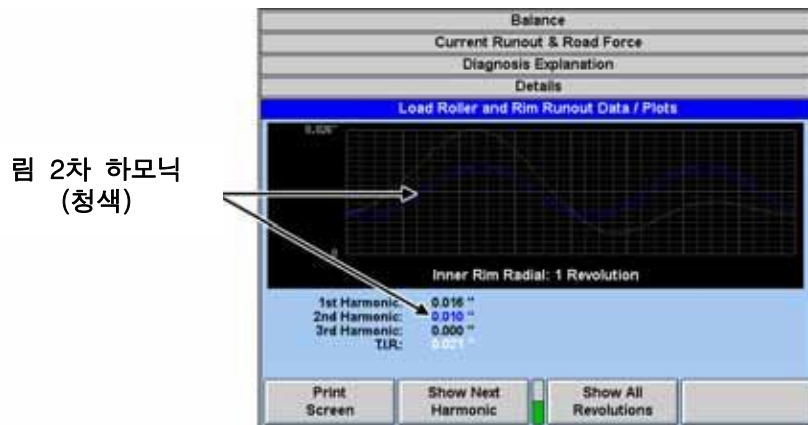 Balance
Current Runout & Road Force
Diagnosis Explanation
Details
Load Roller and Rim Runout Data / Plots
림 2차 하모닉
(청색)
0
Inner Rim Radial: 1 Revolution
1st Harmonic: 0.016 "
2nd Harmonic: 0.010 "
3rd Harmonic: 0.000 "
T.I.R.: 0.021 "
Print
Screen
Show Next
Harmonic
Show All
Revolutions